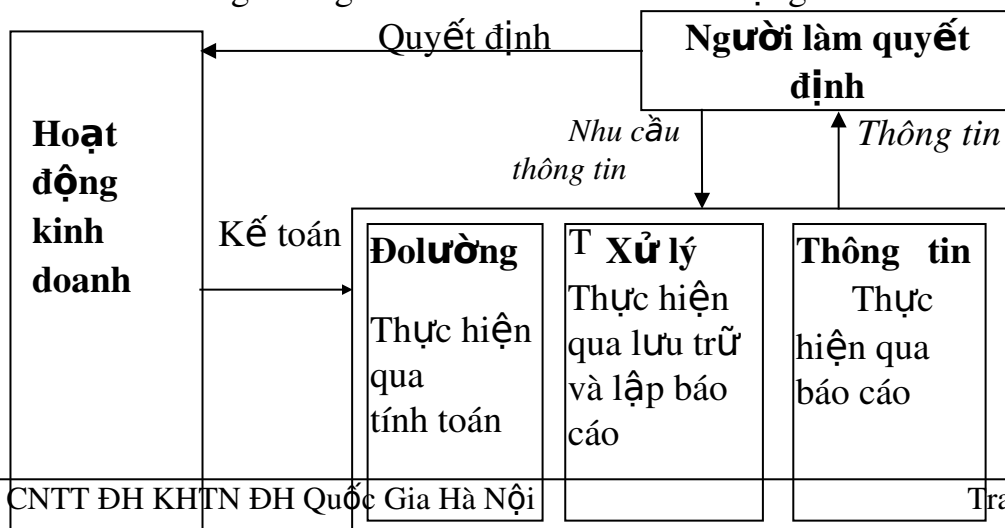 Quyết định
Người làm quyết
định
Nhu cầu
thông tin
Thông tin
Hoạt
động
kinh
doanh
Kế toán
Đolường
Thực hiện
qua
tính toán
T Xử lý
Thực hiện
qua lưu trữ
và lập báo
cáo
Thông tin
Thực
hiện qua
báo cáo
CNTT ĐH KHTN ĐH Quốc Gia Hà Nội